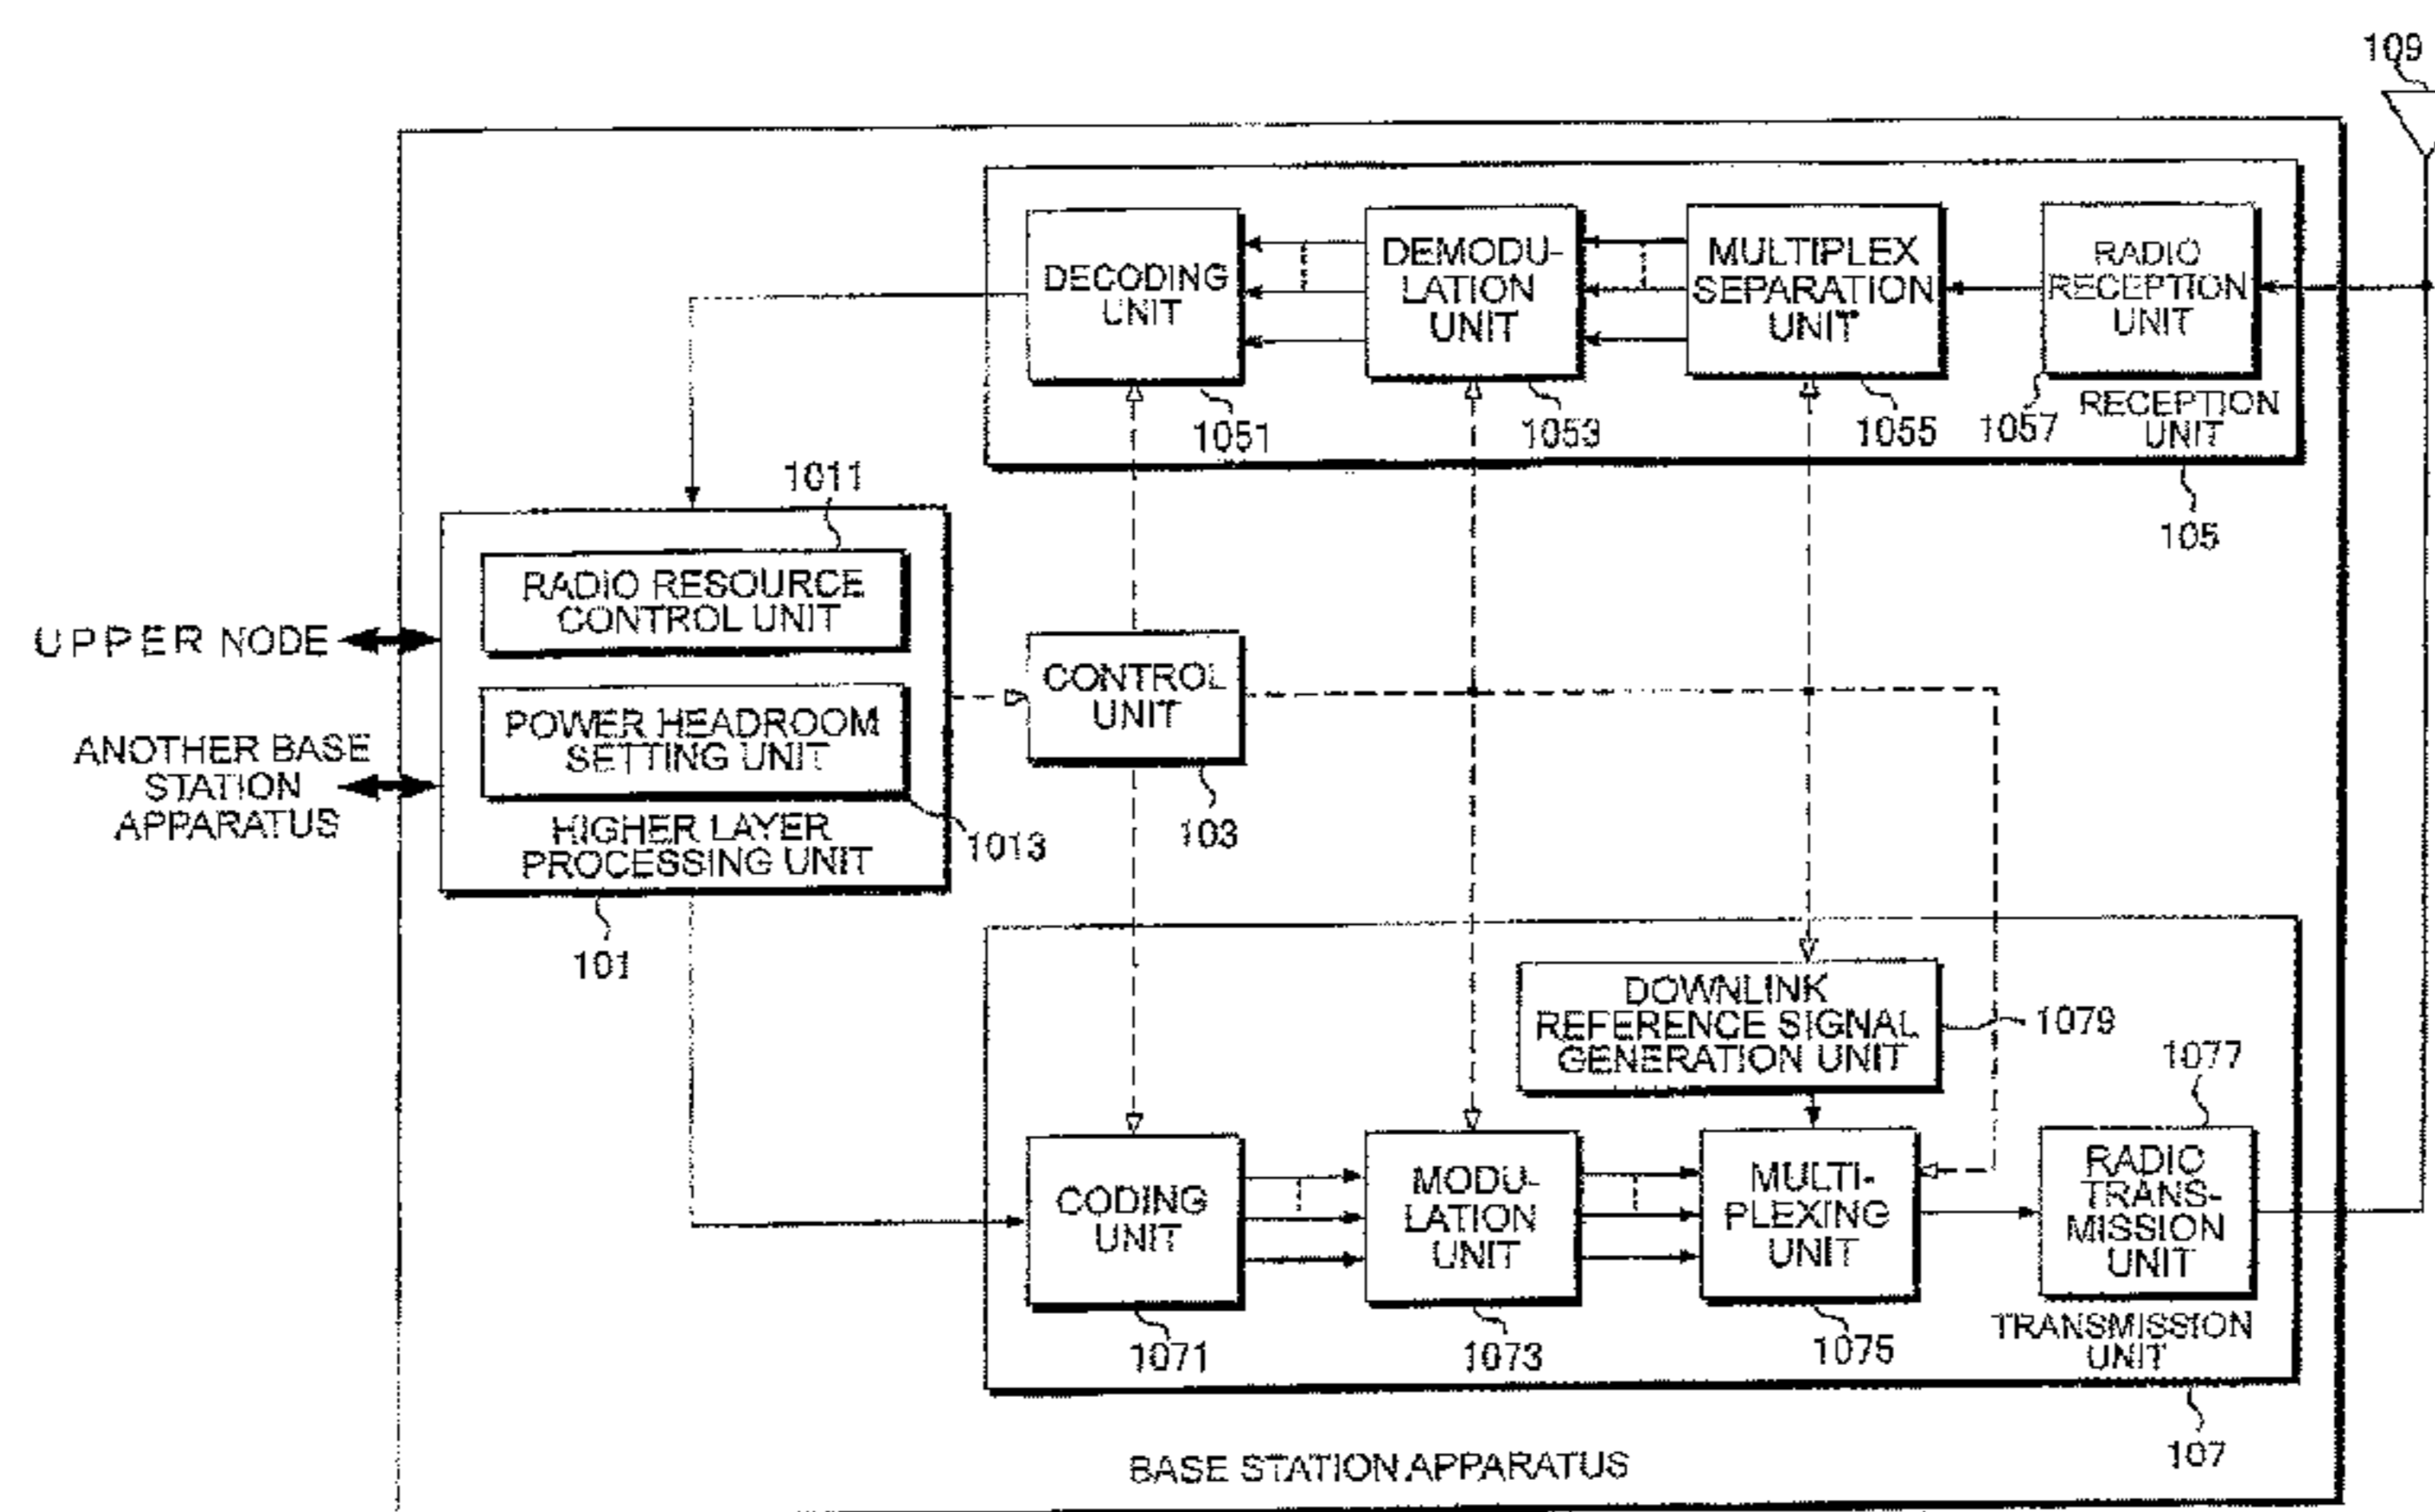 109
DECODING
UNIT
1051
DEMODU-
LATION
UNIT
1053
MULTIPLEX
SEPARATION
UNIT
1055
RADIO
RECEPTION
UNIT
1057
RECEPTION
UNIT
105
1011
RADIO RESOURCE
CONTROL UNIT
POWER HEADROOM
SETTING UNIT
1013
HIGHER LAYER
PROCESSING UNIT
101
UPPER NODE
ANOTHER BASE
STATION
APPARATUS
CONTROL
UNIT
103
DOWNLINK
REFERENCE SIGNAL
GENERATION UNIT
1079
1077
CODING
UNIT
1071
MODU-
LATION
UNIT
1073
MULTI-
PLEXING
UNIT
1075
RADIO
TRANS-
MISSION
UNIT
TRANSMISSION
UNIT
107
BASE STATION APPARATUS